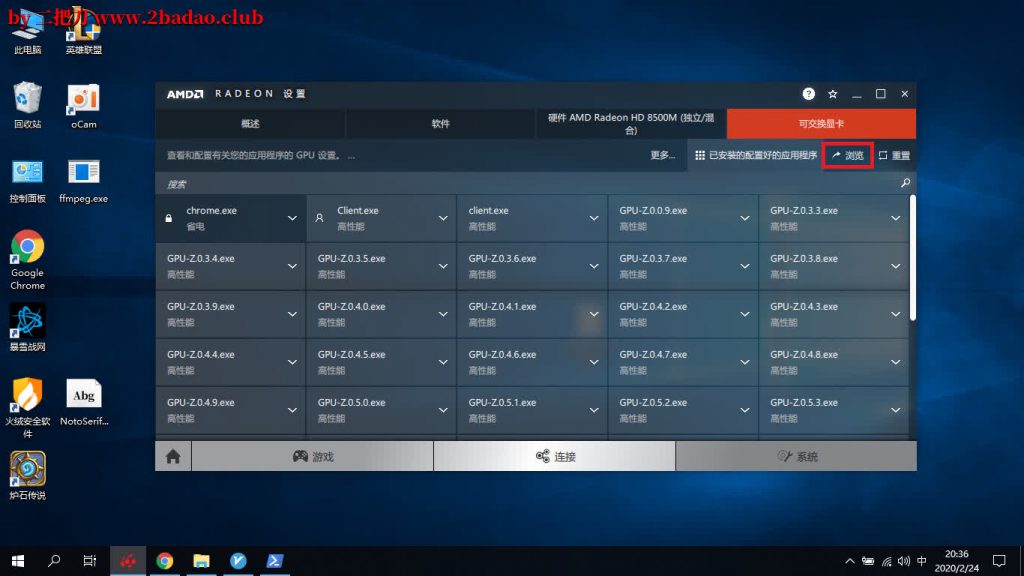 by二把刀www.2badao.club
此电脑
英雄联盟
回收站
oCam
控制面板
ffmpeg.exe
Google
Chrome
暴雪战网
火绒安全软
件
Abg
NotoSerif...
炉石传说
AMD RADEON 设置
概述
软件
硬件 AMD Radeon HD 8500M (独立/混
合)
可交换显卡
查看和配置有关您的应用程序的 GPU 设置。 ...
更多...
已安装的配置好的应用程序
浏览
重置
搜索
chrome.exe
省电
Client.exe
高性能
client.exe
高性能
GPU-Z.0.0.9.exe
高性能
GPU-Z.0.3.3.exe
高性能
GPU-Z.0.3.4.exe
高性能
GPU-Z.0.3.5.exe
高性能
GPU-Z.0.3.6.exe
高性能
GPU-Z.0.3.7.exe
高性能
GPU-Z.0.3.8.exe
高性能
GPU-Z.0.3.9.exe
高性能
GPU-Z.0.4.0.exe
高性能
GPU-Z.0.4.1.exe
高性能
GPU-Z.0.4.2.exe
高性能
GPU-Z.0.4.3.exe
高性能
GPU-Z.0.4.4.exe
高性能
GPU-Z.0.4.5.exe
高性能
GPU-Z.0.4.6.exe
高性能
GPU-Z.0.4.7.exe
高性能
GPU-Z.0.4.8.exe
高性能
GPU-Z.0.4.9.exe
高性能
GPU-Z.0.5.0.exe
高性能
GPU-Z.0.5.1.exe
高性能
GPU-Z.0.5.2.exe
高性能
GPU-Z.0.5.3.exe
高性能
游戏
连接
系统
中
20:36
2020/2/24